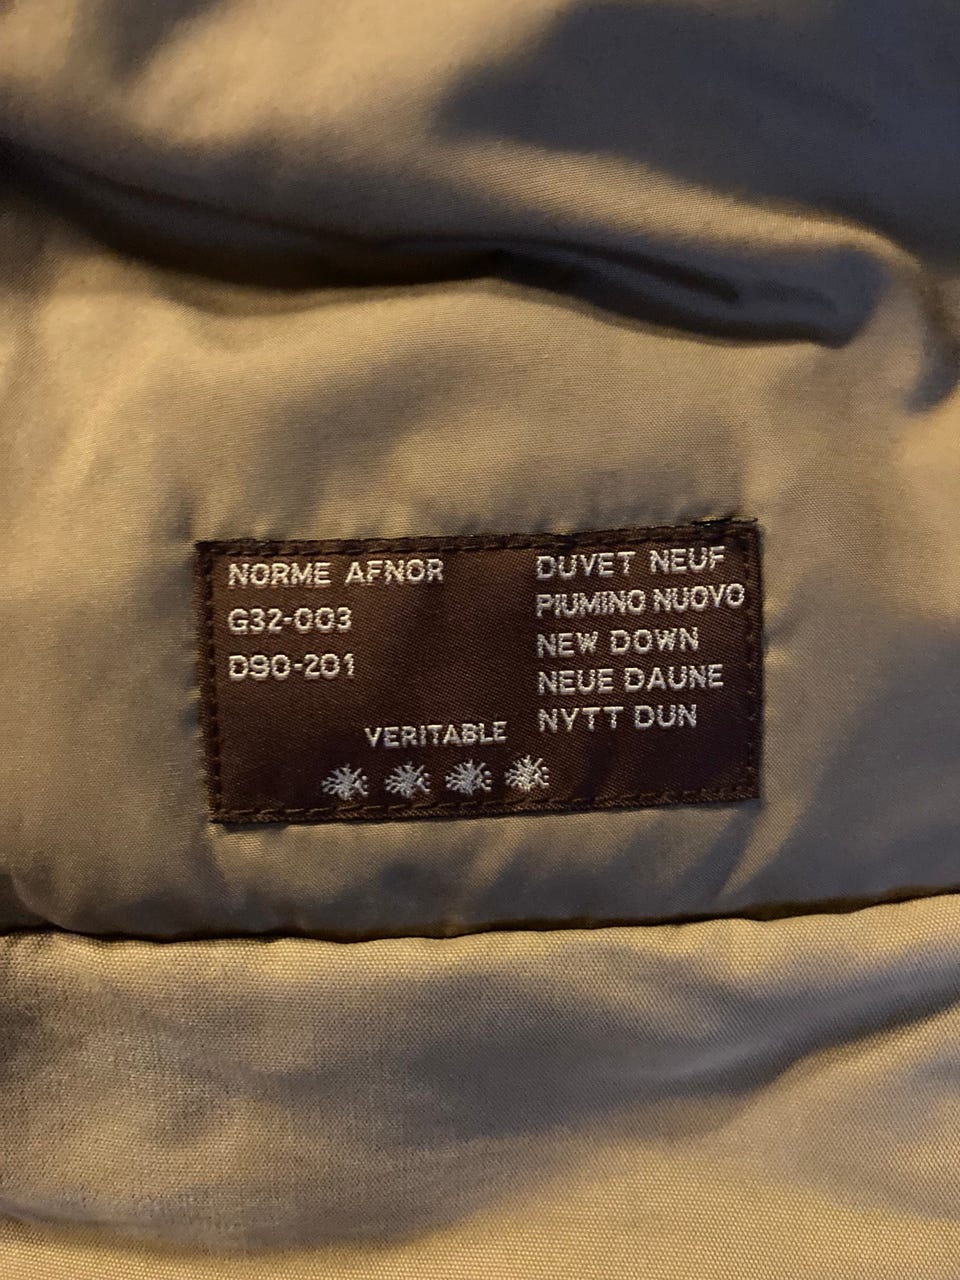 NORME AFNOR
G32-003
D90-201
VERITABLE
DUVET NEUF
PIUMINO NUOVO
NEW DOWN
NEUE DAUNE
NYTT DUN